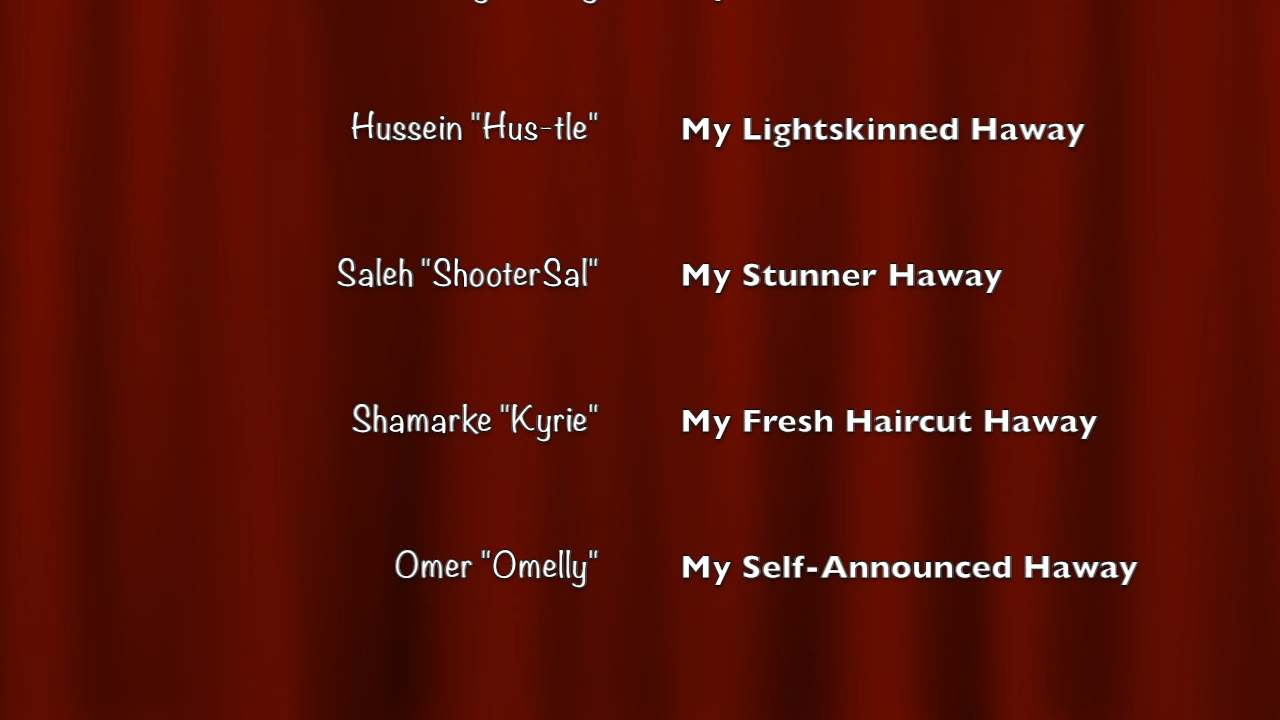 Hussein "Hus-tle" My Lightskinned Haway
Saleh "ShooterSal" My Stunner Haway
Shamarke "Kyrie" My Fresh Haircut Haway
Omer "Omelly" My Self-Announced Haway